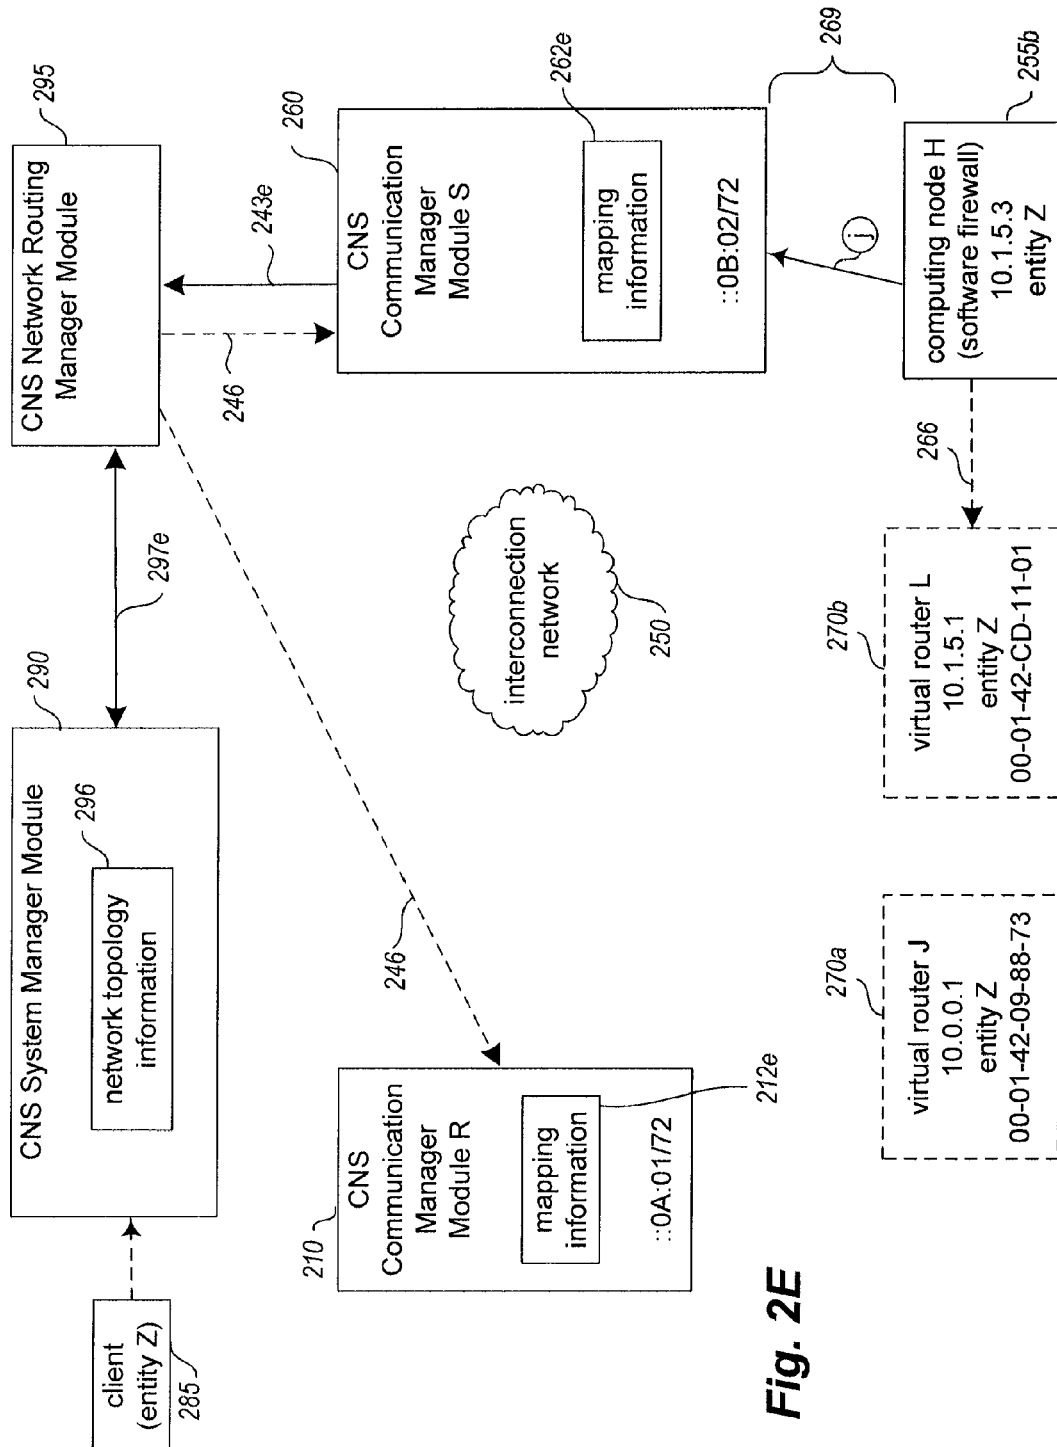 285
client
(entity Z)
290
CNS System Manager Module
296
network topology
information
297e
295
CNS Network Routing
Manager Module
246
246
243e
210
CNS
Communication
Manager
Module R
mapping
information
212e
::0A:01/72
interconnection
network
250
260
CNS
Communication
Manager
Module S
262e
mapping
information
::0B:02/72
269
j
270a
virtual router J
10.0.0.1
entity Z
00-01-42-09-88-73
270b
virtual router L
10.1.5.1
entity Z
00-01-42-CD-11-01
266
255b
computing node H
(software firewall)
10.1.5.3
entity Z
Fig. 2E